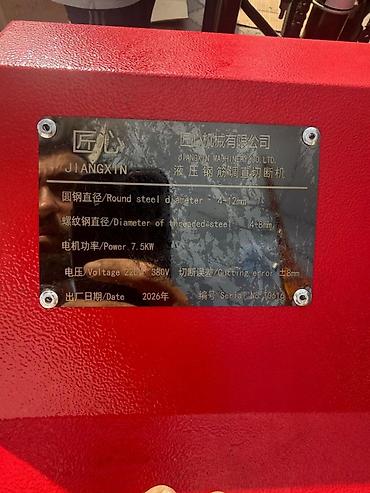 匠心 匠心机械有限公司
JIANGXIN JIANGXIN MACHINERY CO LTD.
液压钢筋调直切断机
圆钢直径/Round steel diameter 4-12mm
螺纹钢直径/Diameter of threaded steel 4-8mm
电机功率/Power 7.5KW
电压/Voltage 220V 380V 切断误差/Cutting error ±8mm
出厂日期/Date 2026年 编号 Serial No